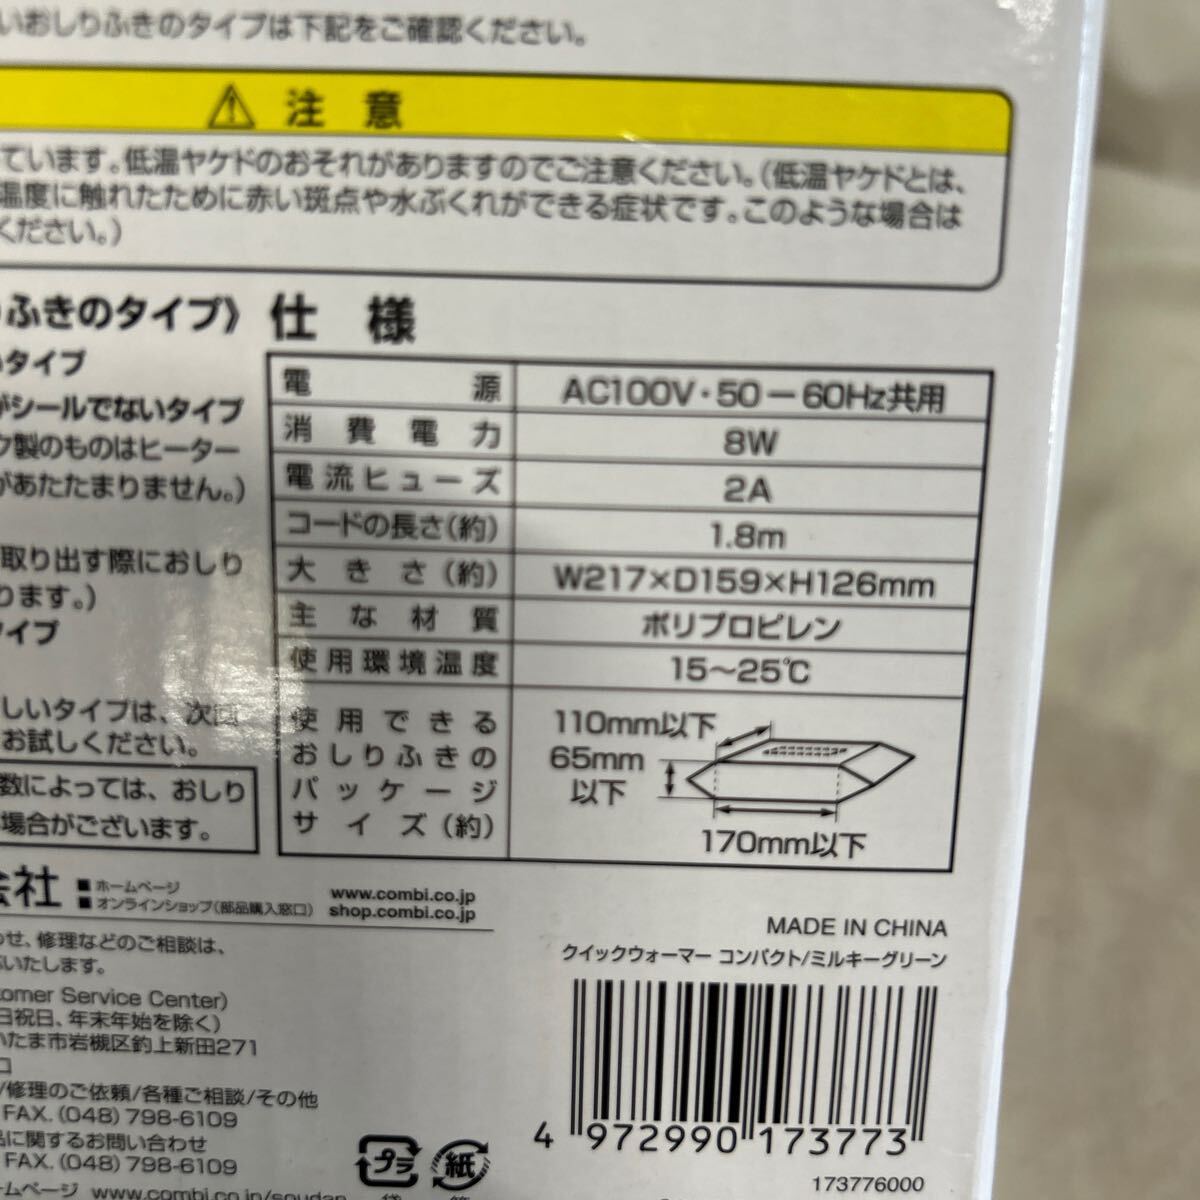 いおしりふきのタイプは下記をご確認ください。
注意
ています。低温ヤケドのおそれがありますのでご注意ください。(低温ヤケドとは、
温度に触れたために赤い斑点や水ぶくれができる症状です。このような場合は
ください。)
ふきのタイプ》
タイプ
がシールでないタイプ
製のものはヒーター
があたたまりません。)
取り出す際におしり
ります。)
タイプ
しいタイプは、次回
お試しください。
数によっては、おしり
場合がございます。
仕様
電源 AC100V・50－60Hz共用
消費電力 8W
電流ヒューズ 2A
コードの長さ(約) 1.8m
大きさ(約) W217×D159×H126mm
主な材質 ポリプロピレン
使用環境温度 15〜25℃
使用できる
おしりふきの
パッケージ
サイズ(約)
110mm以下
65mm
以下
170mm以下
会社
■ホームページ www.combi.co.jp
■オンラインショップ(部品購入窓口) shop.combi.co.jp
わせ、修理などのご相談は、
いたします。
tomer Service Center)
日祝日、年末年始を除く)
いたま市岩槻区釣上新田271
口
/修理のご依頼/各種ご相談/その他
FAX. (048) 798-6109
品に関するお問い合わせ
FAX. (048) 798-6109
ームページ www.combi.co.jp/soudan
プラ
紙
MADE IN CHINA
クイックウォーマー コンパクト/ミルキーグリーン
4 972990 173773
173776000